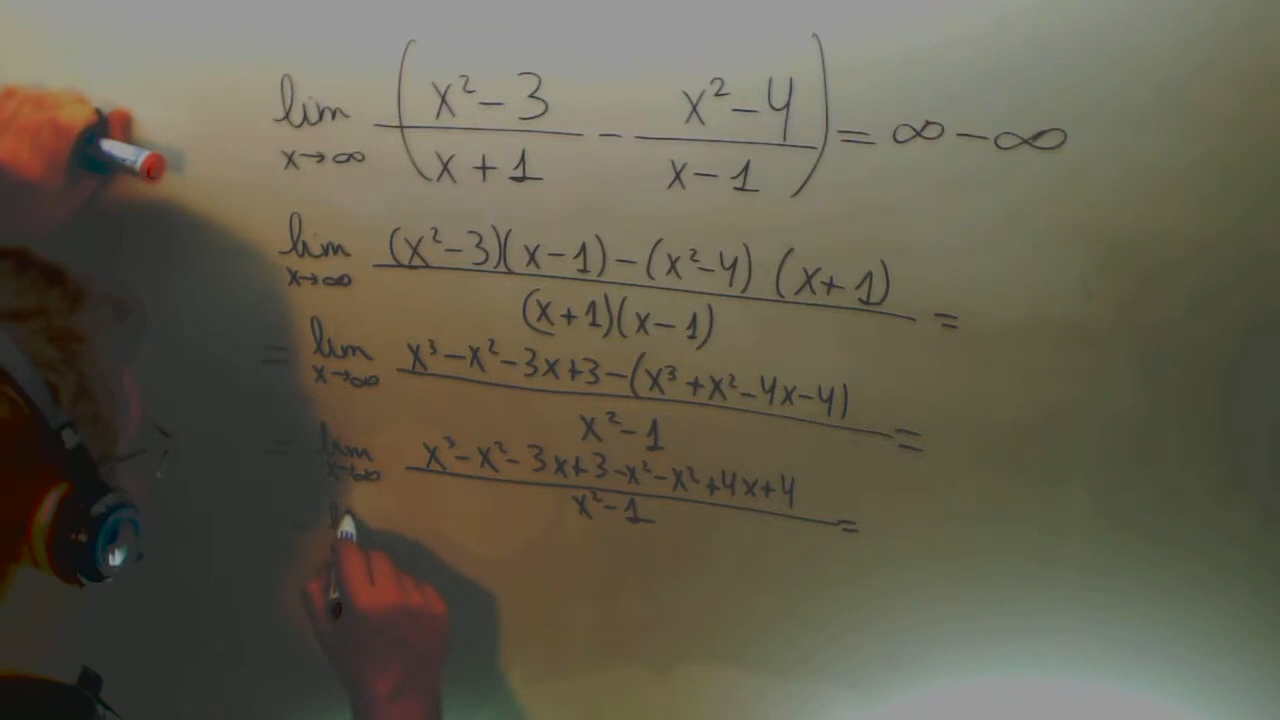 lim x→∞ ( (x² - 3)/(x + 1) - (x² - 4)/(x - 1) ) = ∞ - ∞
lim x→∞ ((x² - 3)(x - 1) - (x² - 4) (x + 1))/((x + 1)(x - 1)) =
= lim x→∞ (x³ - x² - 3x + 3 - (x³ + x² - 4x - 4))/(x² - 1) =
= lim x→∞ (x³ - x² - 3x + 3 - x² - x² + 4x + 4)/(x² - 1) =